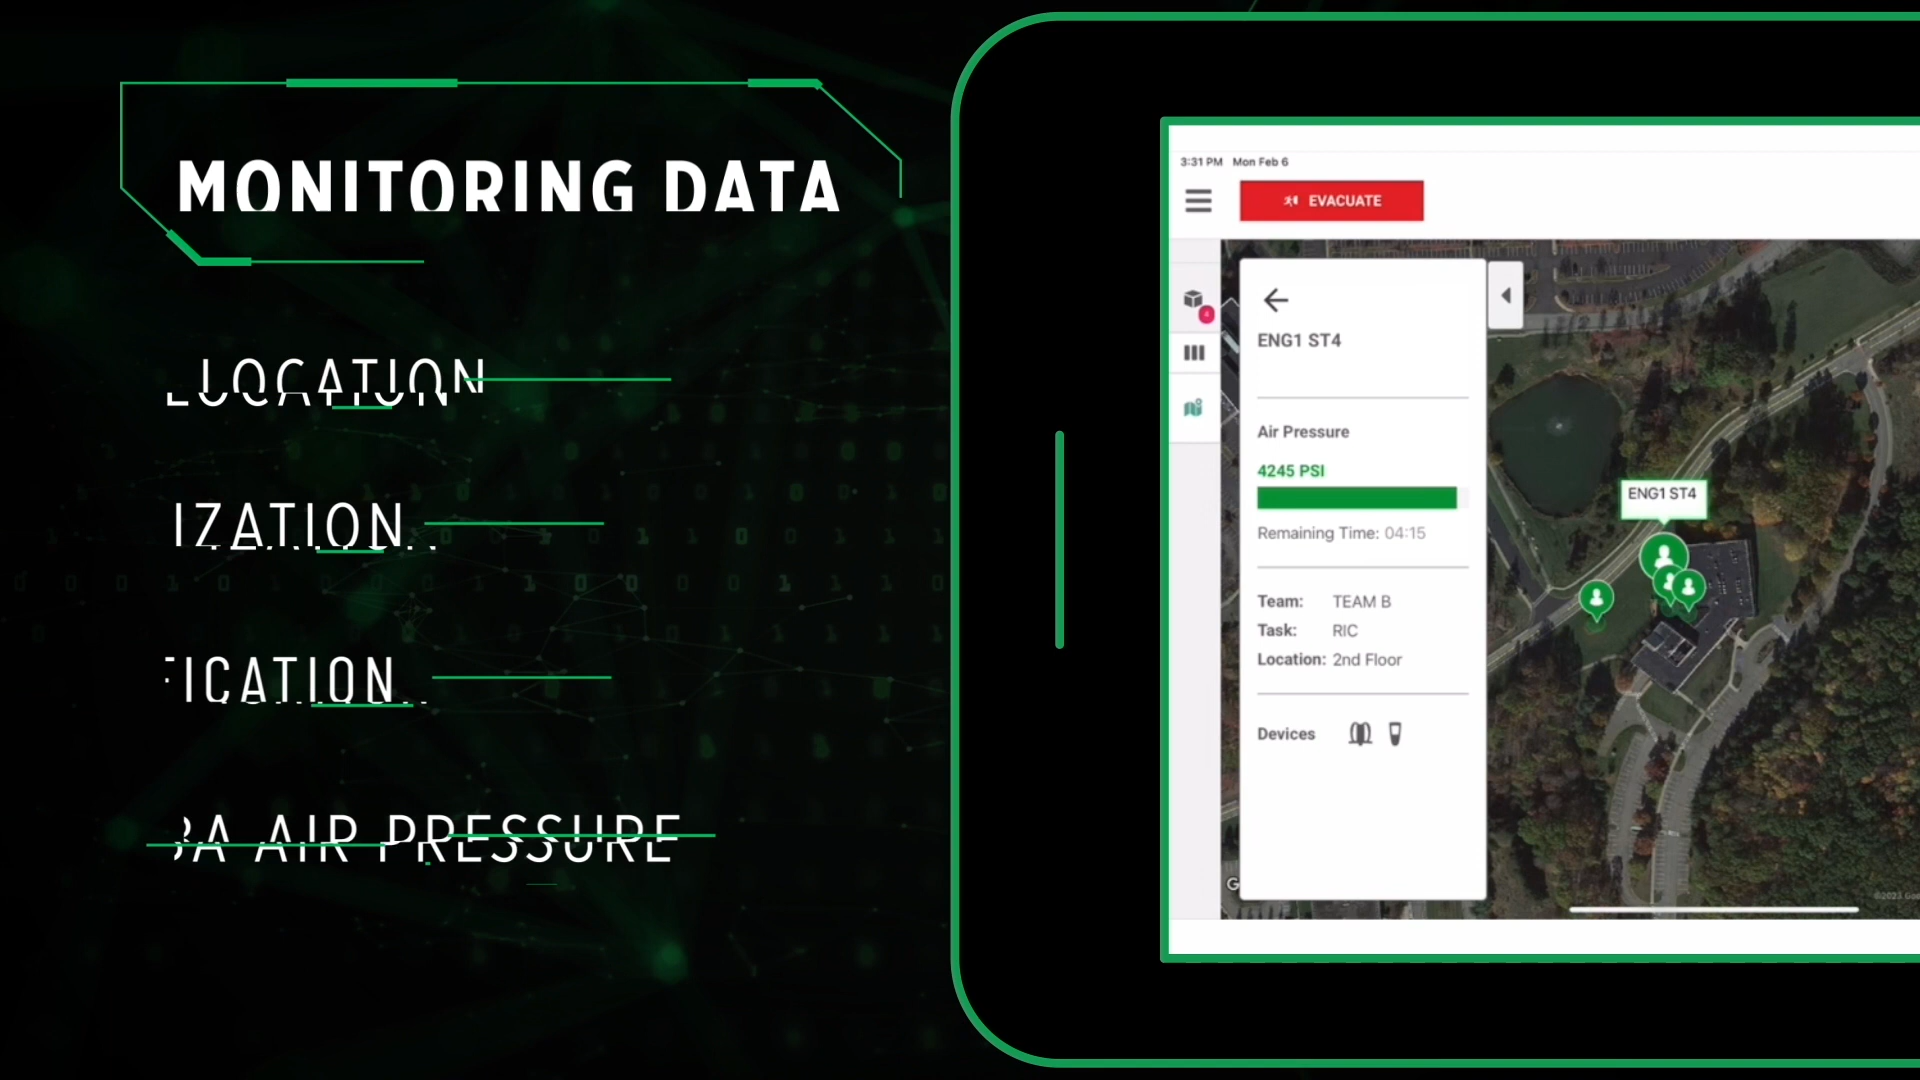 MONITORING DATA
LOCATION
IZATION
ICATION
A AIR PRESSURE
3:31 PM Mon Feb 6
EVACUATE
ENG1 ST4
Air Pressure
4245 PSI
Remaining Time: 04:15
Team: TEAM B
Task: RIC
Location: 2nd Floor
Devices
ENG1 ST4